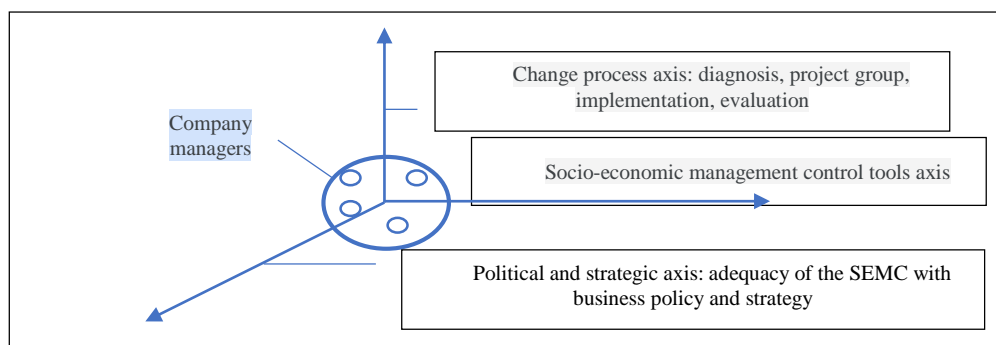 Change process axis: diagnosis, project group,
implementation, evaluation
Company
managers
Socio-economic management control tools axis
Political and strategic axis: adequacy of the SEMC with
business policy and strategy